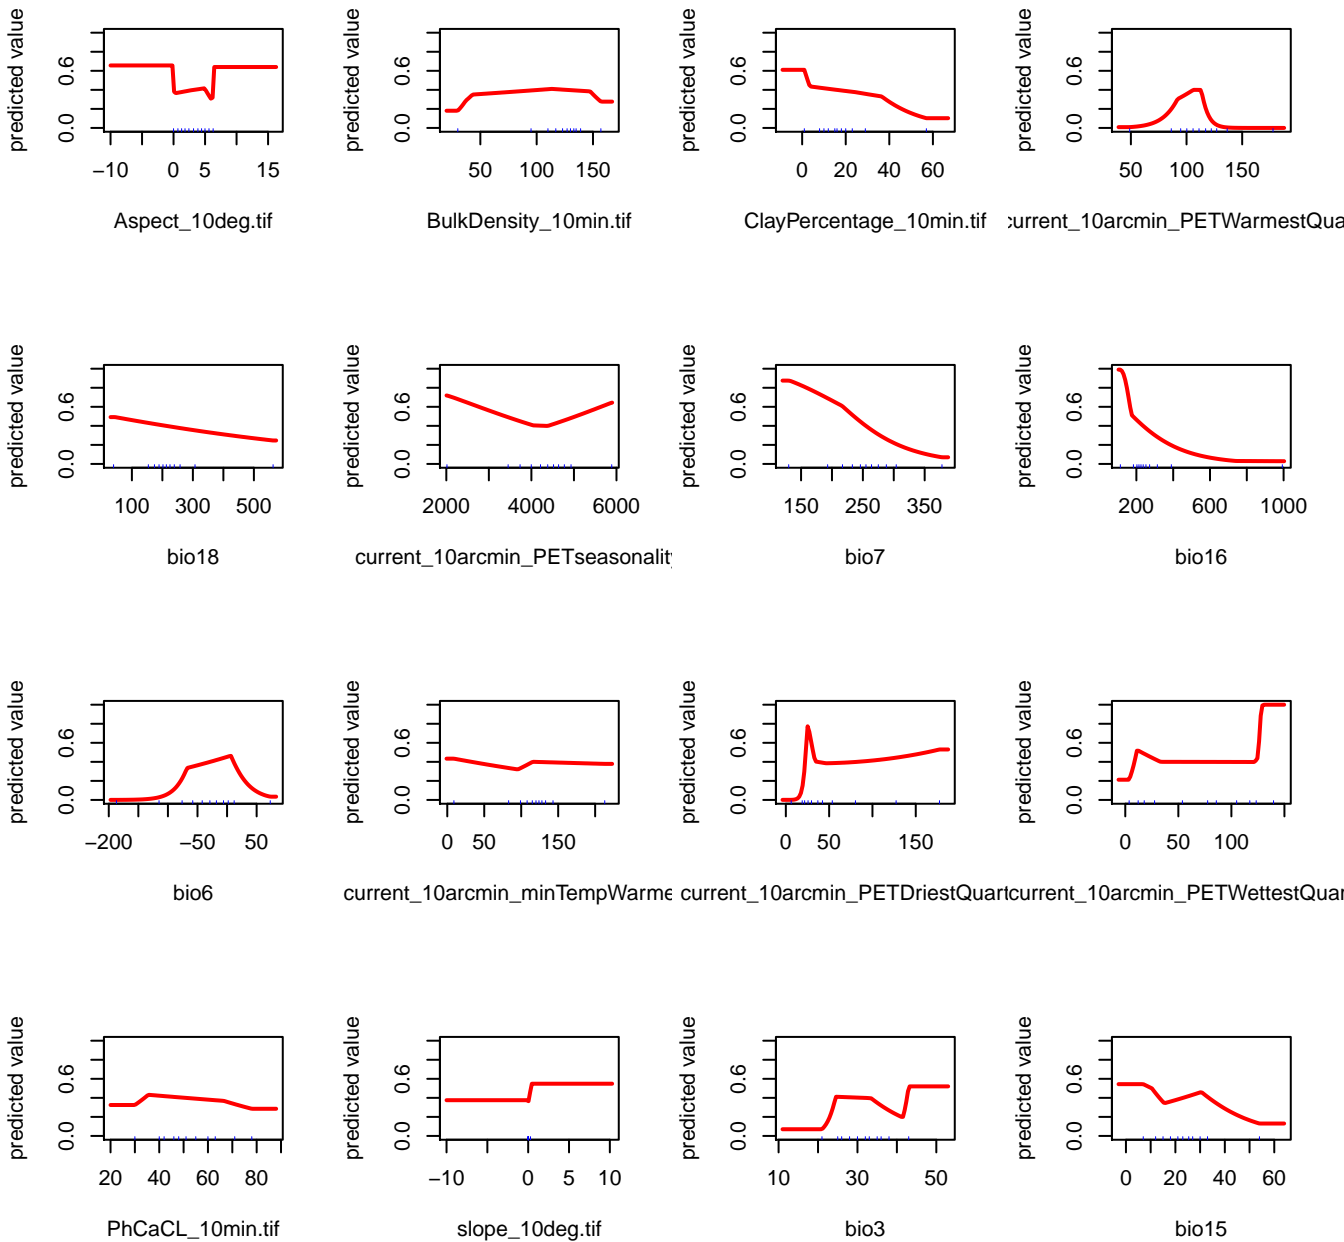 predicted value
0.0 0.6
−10 0 5 15
Aspect_10deg.tif
predicted value
50 100 150
BulkDensity_10min.tif
predicted value
0.0 0.6
0 20 40 60
ClayPercentage_10min.tif
predicted value
0.0 0.6
50 100 150
current_10arcmin_PETWarmestQua
predicted value
0.0 0.6
100 300 500
bio18
predicted value
0.0 0.6
2000 4000 6000
current_10arcmin_PETseasonality
predicted value
0.0 0.6
150 250 350
bio7
predicted value
0.0 0.6
200 600 1000
bio16
predicted value
0.0 0.6
−200 −50 50
bio6
predicted value
0.0 0.6
0 50 150
current_10arcmin_minTempWarme
predicted value
0.0 0.6
0 50 150
current_10arcmin_PETDriestQuart
predicted value
0.0 0.6
0 50 100
current_10arcmin_PETWettestQuar
predicted value
0.0 0.6
20 40 60 80
PhCaCL_10min.tif
predicted value
0.0 0.6
−10 0 5 10
slope_10deg.tif
predicted value
0.0 0.6
10 30 50
bio3
predicted value
0.0 0.6
0 20 40 60
bio15